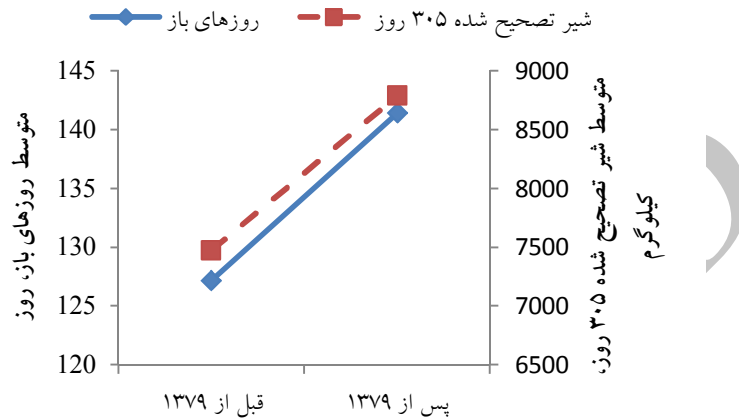 روزهای باز
شیر تصحیح شده ۳۰۵ روز
145
140
135
130
125
120
متوسط روزهای باز، روز
9000
8500
8000
7500
7000
6500
متوسط شیر تصحیح شده ۳۰۵ روز،
کیلوگرم
قبل از ۱۳۷۹
پس از ۱۳۷۹